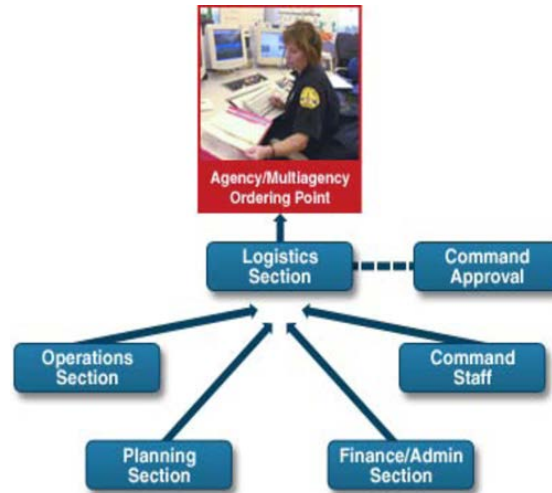 Agency/Multiagency
Ordering Point
Logistics
Section
Command
Approval
Operations
Section
Command
Staff
Planning
Section
Finance/Admin
Section